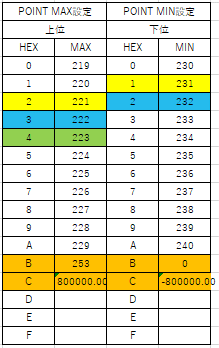 POINT MAX設定 POINT MIN設定
上位 下位
HEX MAX HEX MIN
0 219 0 230
1 220 1 231
2 221 2 232
3 222 3 233
4 223 4 234
5 224 5 235
6 225 6 236
7 226 7 237
8 227 8 238
9 228 9 239
A 229 A 240
B 253 B 0
C 800000.00 C -800000.00
D D
E E
F F